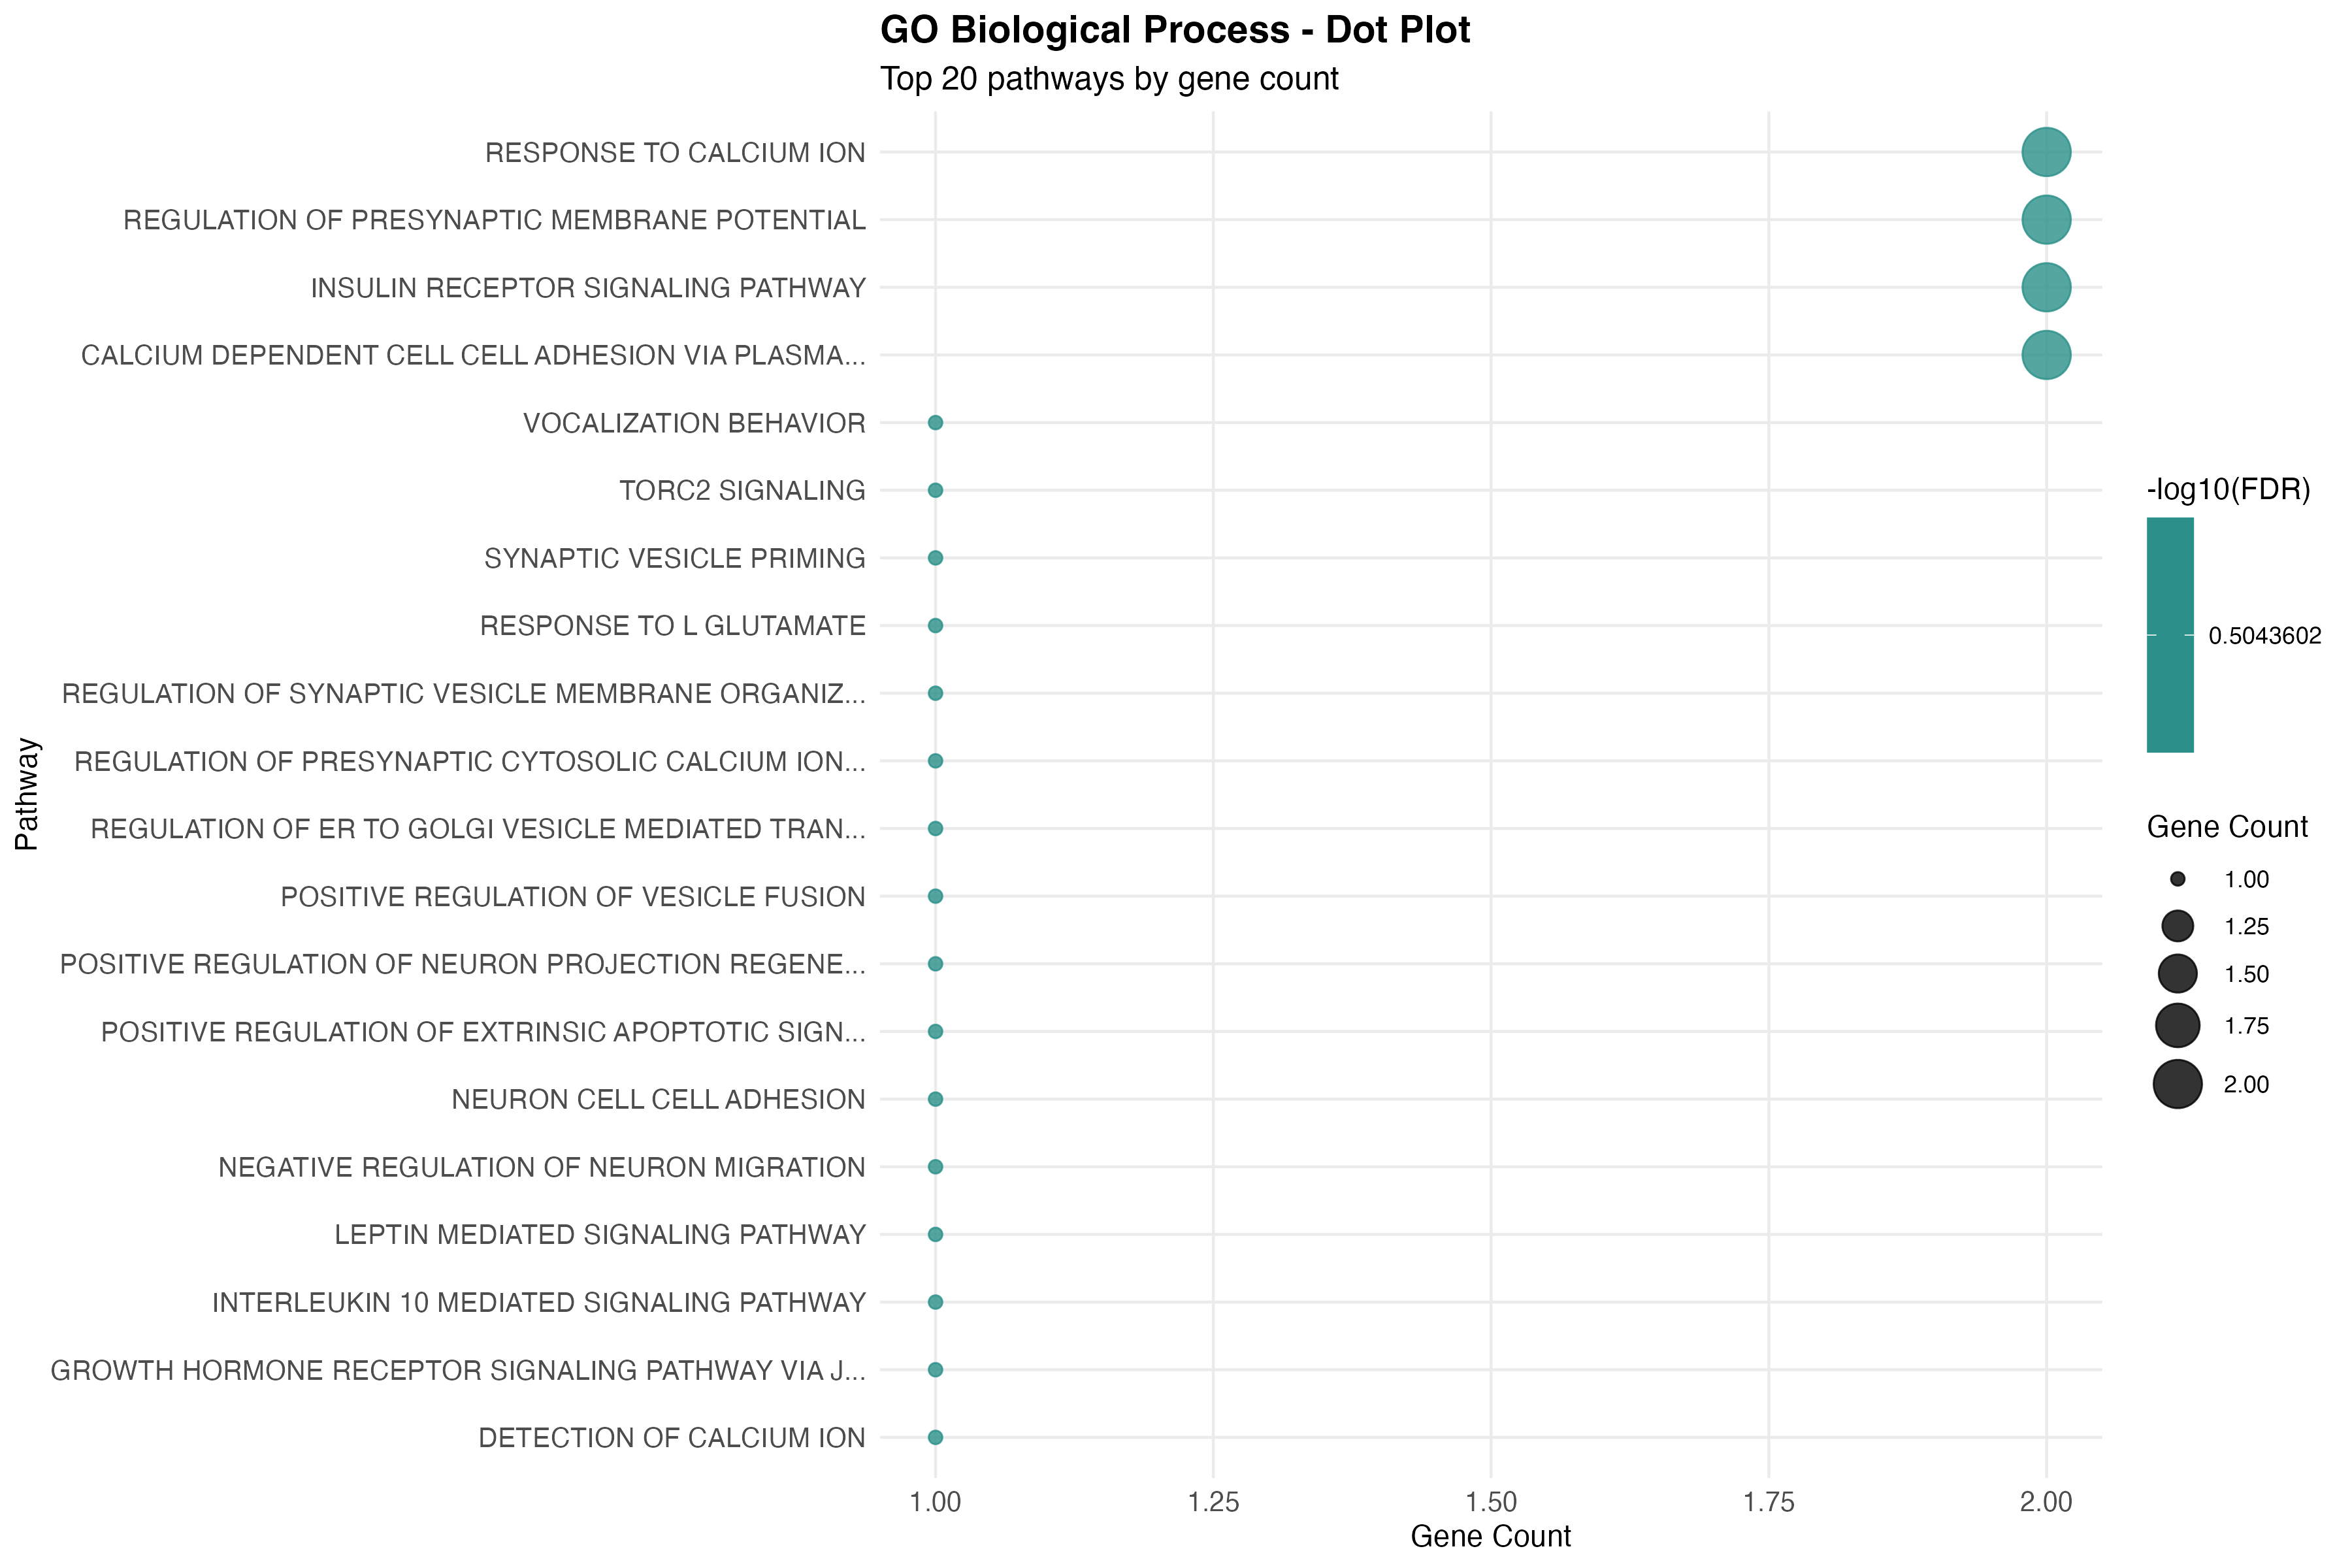 GO Biological Process - Dot Plot
Top 20 pathways by gene count
RESPONSE TO CALCIUM ION
REGULATION OF PRESYNAPTIC MEMBRANE POTENTIAL
INSULIN RECEPTOR SIGNALING PATHWAY
CALCIUM DEPENDENT CELL CELL ADHESION VIA PLASMA...
VOCALIZATION BEHAVIOR
TORC2 SIGNALING
SYNAPTIC VESICLE PRIMING
RESPONSE TO L GLUTAMATE
REGULATION OF SYNAPTIC VESICLE MEMBRANE ORGANIZ...
REGULATION OF PRESYNAPTIC CYTOSOLIC CALCIUM ION...
REGULATION OF ER TO GOLGI VESICLE MEDIATED TRAN...
POSITIVE REGULATION OF VESICLE FUSION
POSITIVE REGULATION OF NEURON PROJECTION REGENE...
POSITIVE REGULATION OF EXTRINSIC APOPTOTIC SIGN...
NEURON CELL CELL ADHESION
NEGATIVE REGULATION OF NEURON MIGRATION
LEPTIN MEDIATED SIGNALING PATHWAY
INTERLEUKIN 10 MEDIATED SIGNALING PATHWAY
GROWTH HORMONE RECEPTOR SIGNALING PATHWAY VIA J...
DETECTION OF CALCIUM ION
Pathway
1.00 1.25 1.50 1.75 2.00
Gene Count
-log10(FDR)
0.5043602
Gene Count
1.00
1.25
1.50
1.75
2.00